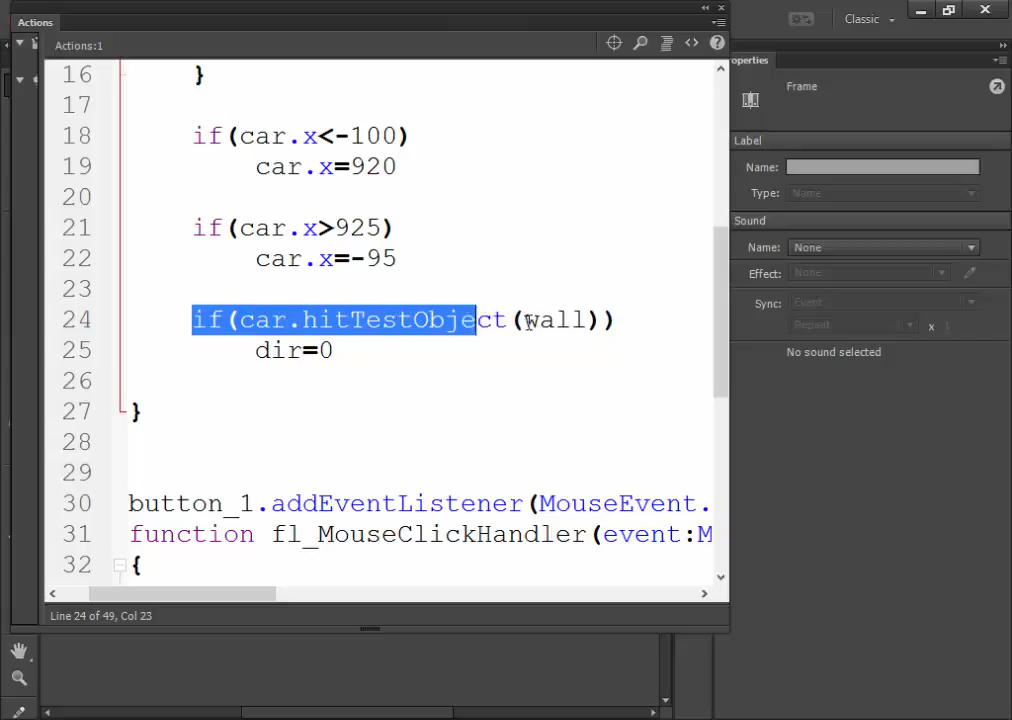 Actions
Classic
Actions:1
16 }
17
18 if(car.x<-100)
19 car.x=920
20
21 if(car.x>925)
22 car.x=-95
23
24 if(car.hitTestObject(wall))
25 dir=0
26
27 }
28
29
30 button_1.addEventListener(MouseEvent.
31 function fl_MouseClickHandler(event:M
32 {
Line 24 of 49, Col 23
operties
Frame
Label
Name:
Type: Name
Sound
Name: None
Effect: None
Sync: Event
Repeat x 1
No sound selected